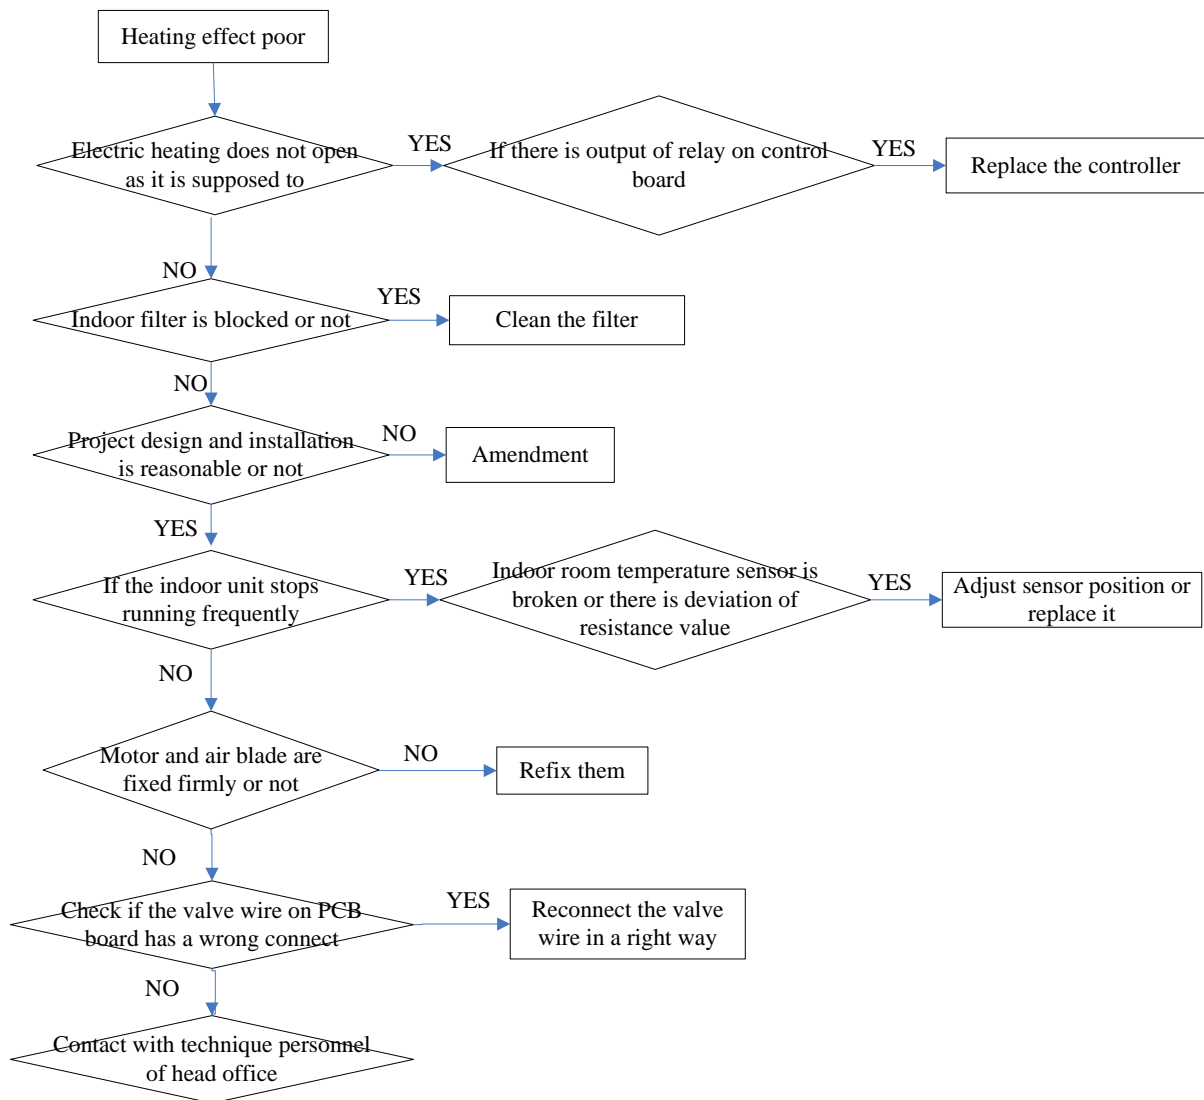 Heating effect poor
Electric heating does not open
as it is supposed to
YES
If there is output of relay on control
board
YES
Replace the controller
NO
Indoor filter is blocked or not
YES
Clean the filter
NO
Project design and installation
is reasonable or not
NO
Amendment
YES
If the indoor unit stops
running frequently
YES
Indoor room temperature sensor is
broken or there is deviation of
resistance value
YES
Adjust sensor position or
replace it
NO
Motor and air blade are
fixed firmly or not
NO
Refix them
NO
Check if the valve wire on PCB
board has a wrong connect
YES
Reconnect the valve
wire in a right way
NO
Contact with technique personnel
of head office